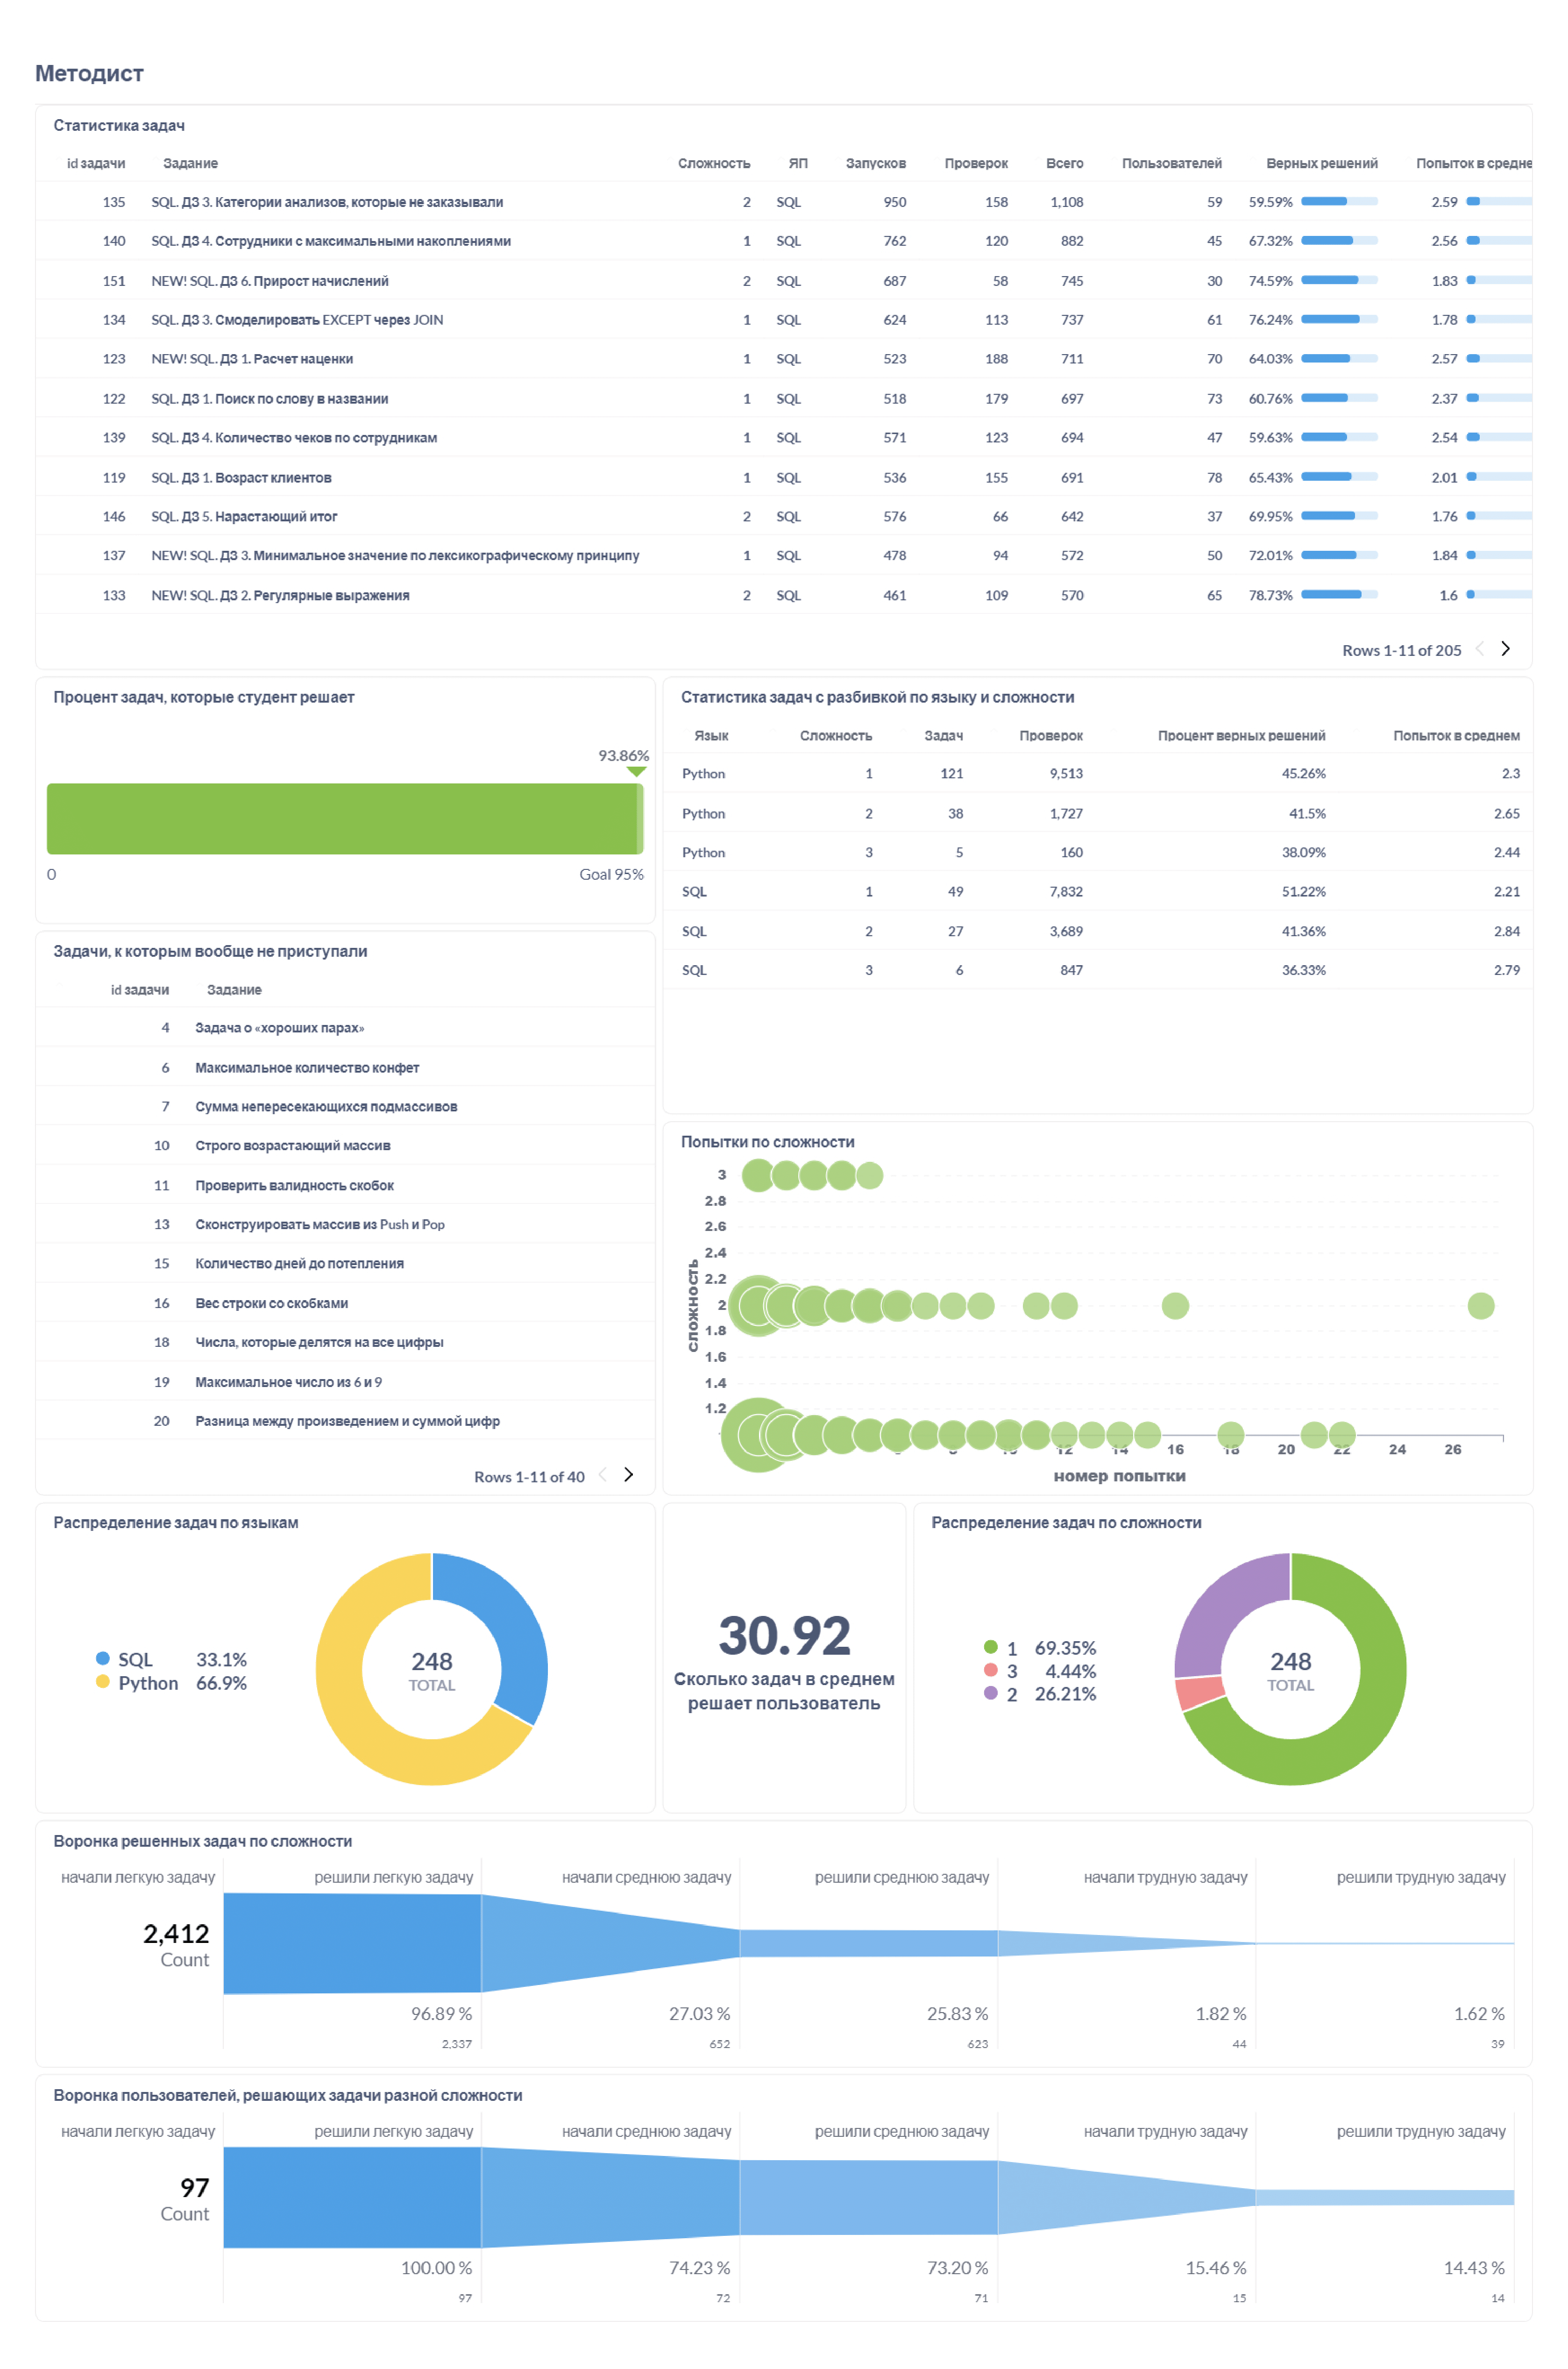 Методист
Статистика задач
id задачи Задание Сложность ЯП Запусков Проверок Всего Пользователей Верных решений Попыток в средне
135 SQL. ДЗ 3. Категории анализов, которые не заказывали 2 SQL 950 158 1,108 59 59.59% 2.59
140 SQL. ДЗ 4. Сотрудники с максимальными накоплениями 1 SQL 762 120 882 45 67.32% 2.56
151 NEW! SQL. ДЗ 6. Прирост начислений 2 SQL 687 58 745 30 74.59% 1.83
134 SQL. ДЗ 3. Смоделировать EXCEPT через JOIN 1 SQL 624 113 737 61 76.24% 1.78
123 NEW! SQL. ДЗ 1. Расчет наценки 1 SQL 523 188 711 70 64.03% 2.57
122 SQL. ДЗ 1. Поиск по слову в названии 1 SQL 518 179 697 73 60.76% 2.37
139 SQL. ДЗ 4. Количество чеков по сотрудникам 1 SQL 571 123 694 47 59.63% 2.54
119 SQL. ДЗ 1. Возраст клиентов 1 SQL 536 155 691 78 65.43% 2.01
146 SQL. ДЗ 5. Нарастающий итог 2 SQL 576 66 642 37 69.95% 1.76
137 NEW! SQL. ДЗ 3. Минимальное значение по лексикографическому принципу 1 SQL 478 94 572 50 72.01% 1.84
133 NEW! SQL. ДЗ 2. Регулярные выражения 2 SQL 461 109 570 65 78.73% 1.6
Rows 1-11 of 205
Процент задач, которые студент решает
93.86%
0 Goal 95%
Статистика задач с разбивкой по языку и сложности
Язык Сложность Задач Проверок Процент верных решений Попыток в среднем
Python 1 121 9,513 45.26% 2.3
Python 2 38 1,727 41.5% 2.65
Python 3 5 160 38.09% 2.44
SQL 1 49 7,832 51.22% 2.21
SQL 2 27 3,689 41.36% 2.84
SQL 3 6 847 36.33% 2.79
Задачи, к которым вообще не приступали
id задачи Задание
4 Задача о «хороших парах»
6 Максимальное количество конфет
7 Сумма непересекающихся подмассивов
10 Строго возрастающий массив
11 Проверить валидность скобок
13 Сконструировать массив из Push и Pop
15 Количество дней до потепления
16 Вес строки со скобками
18 Числа, которые делятся на все цифры
19 Максимальное число из 6 и 9
20 Разница между произведением и суммой цифр
Rows 1-11 of 40
Попытки по сложности
3
2.8
2.6
2.4
2.2
2
1.8
1.6
1.4
1.2
сложность
12 14 16 18 20 22 24 26
номер попытки
Распределение задач по языкам
SQL 33.1%
Python 66.9%
248
TOTAL
30.92
Сколько задач в среднем
решает пользователь
Распределение задач по сложности
1 69.35%
3 4.44%
2 26.21%
248
TOTAL
Воронка решенных задач по сложности
начали легкую задачу решили легкую задачу начали среднюю задачу решили среднюю задачу начали трудную задачу решили трудную задачу
2,412
Count
96.89 % 27.03 % 25.83 % 1.82 % 1.62 %
2,337 652 623 44 39
Воронка пользователей, решающих задачи разной сложности
начали легкую задачу решили легкую задачу начали среднюю задачу решили среднюю задачу начали трудную задачу решили трудную задачу
97
Count
100.00 % 74.23 % 73.20 % 15.46 % 14.43 %
97 72 71 15 14